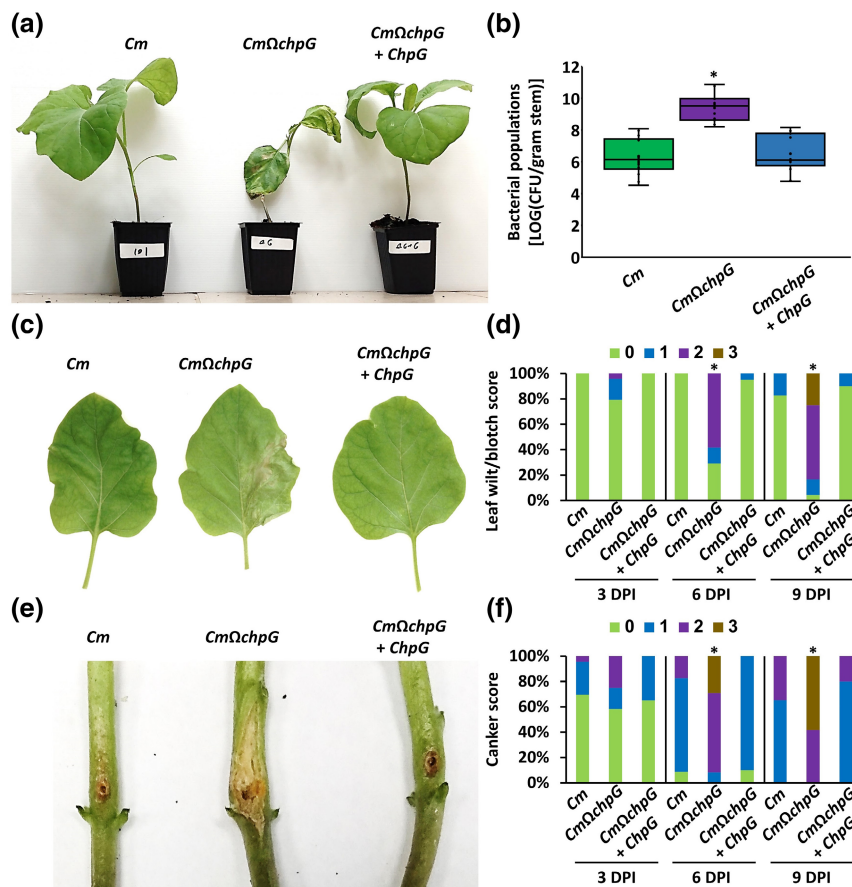 (a)
Cm
CmΩchpG
CmΩchpG
+ ChpG
101
ΔG
ΔG+G
(b)
Bacterial populations
[LOG(CFU/gram stem)]
12
10
8
6
4
2
0
*
Cm
CmΩchpG
CmΩchpG
+ ChpG
(c)
Cm
CmΩchpG
CmΩchpG
+ ChpG
(d)
0 1 2 3
Leaf wilt/blotch score
100%
80%
60%
40%
20%
0%
* *
Cm
CmΩchpG
CmΩchpG
+ ChpG
Cm
CmΩchpG
CmΩchpG
+ ChpG
Cm
CmΩchpG
CmΩchpG
+ ChpG
3 DPI 6 DPI 9 DPI
(e)
Cm
CmΩchpG
CmΩchpG
+ ChpG
(f)
0 1 2 3
Canker score
100%
80%
60%
40%
20%
0%
* *
Cm
CmΩchpG
CmΩchpG
+ ChpG
Cm
CmΩchpG
CmΩchpG
+ ChpG
Cm
CmΩchpG
CmΩchpG
+ ChpG
3 DPI 6 DPI 9 DPI